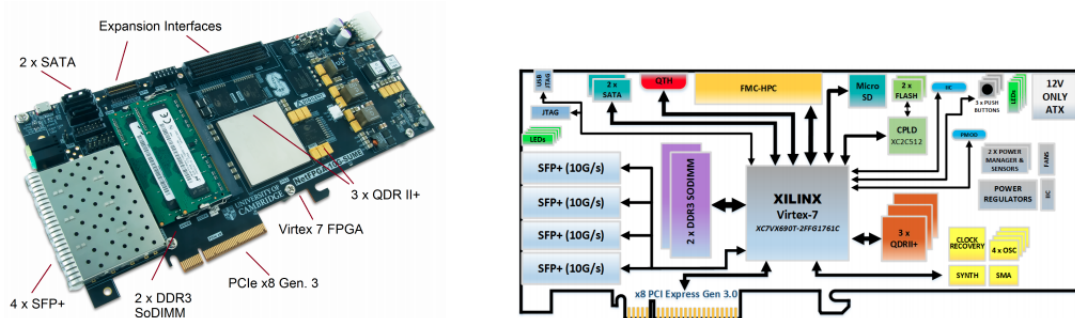 Expansion Interfaces
2 x SATA
NetFPGA-SUME
UNIVERSITY OF
CAMBRIDGE
3 x QDR II+
Virtex 7 FPGA
PCIe x8 Gen. 3
4 x SFP+
2 x DDR3
SoDIMM
USB
JTAG
JTAG
LEDs
2 x
SATA
QTH
FMC-HPC
Micro
SD
2 x
FLASH
CPLD
XC2C512
3 x PUSH
BUTTONS
LEDs
12V
ONLY
ATX
PMOD
2 X POWER
MANAGER &
SENSORS
FANS
POWER
REGULATORS
SFP+ (10G/s)
SFP+ (10G/s)
SFP+ (10G/s)
SFP+ (10G/s)
2 x DDR3 SODIMM
XILINX
Virtex-7
XC7VX690T-2FFG1761C
3 x
QDRII+
CLOCK
RECOVERY
4 x OSC
SYNTH
SMA
x8 PCI Express Gen 3.0